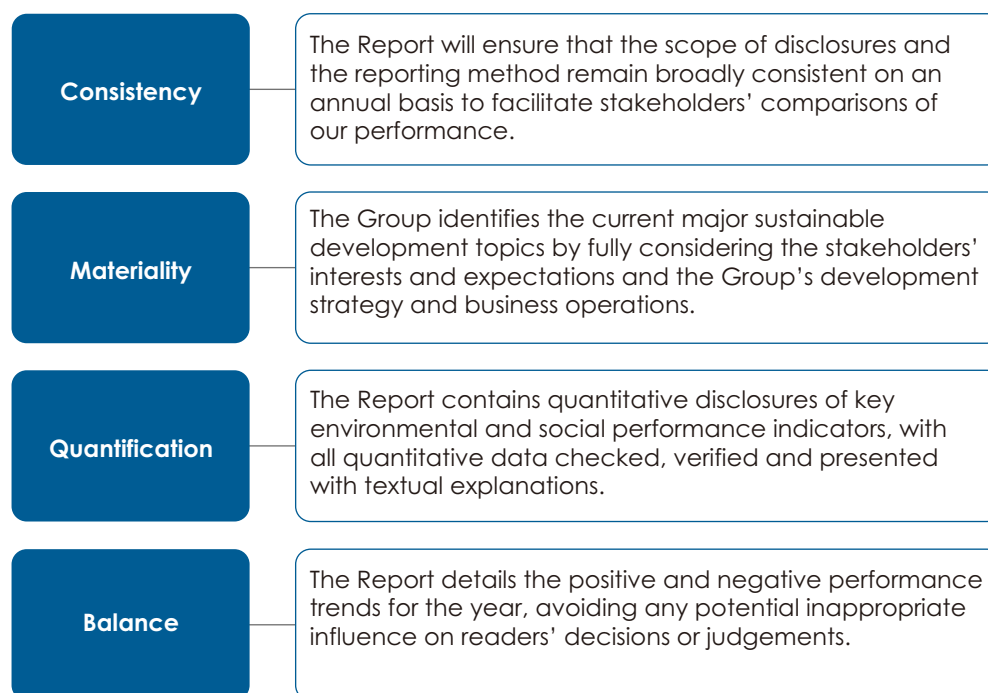 Consistency
The Report will ensure that the scope of disclosures and
the reporting method remain broadly consistent on an
annual basis to facilitate stakeholders’ comparisons of
our performance.
Materiality
The Group identifies the current major sustainable
development topics by fully considering the stakeholders’
interests and expectations and the Group’s development
strategy and business operations.
Quantification
The Report contains quantitative disclosures of key
environmental and social performance indicators, with
all quantitative data checked, verified and presented
with textual explanations.
Balance
The Report details the positive and negative performance
trends for the year, avoiding any potential inappropriate
influence on readers’ decisions or judgements.